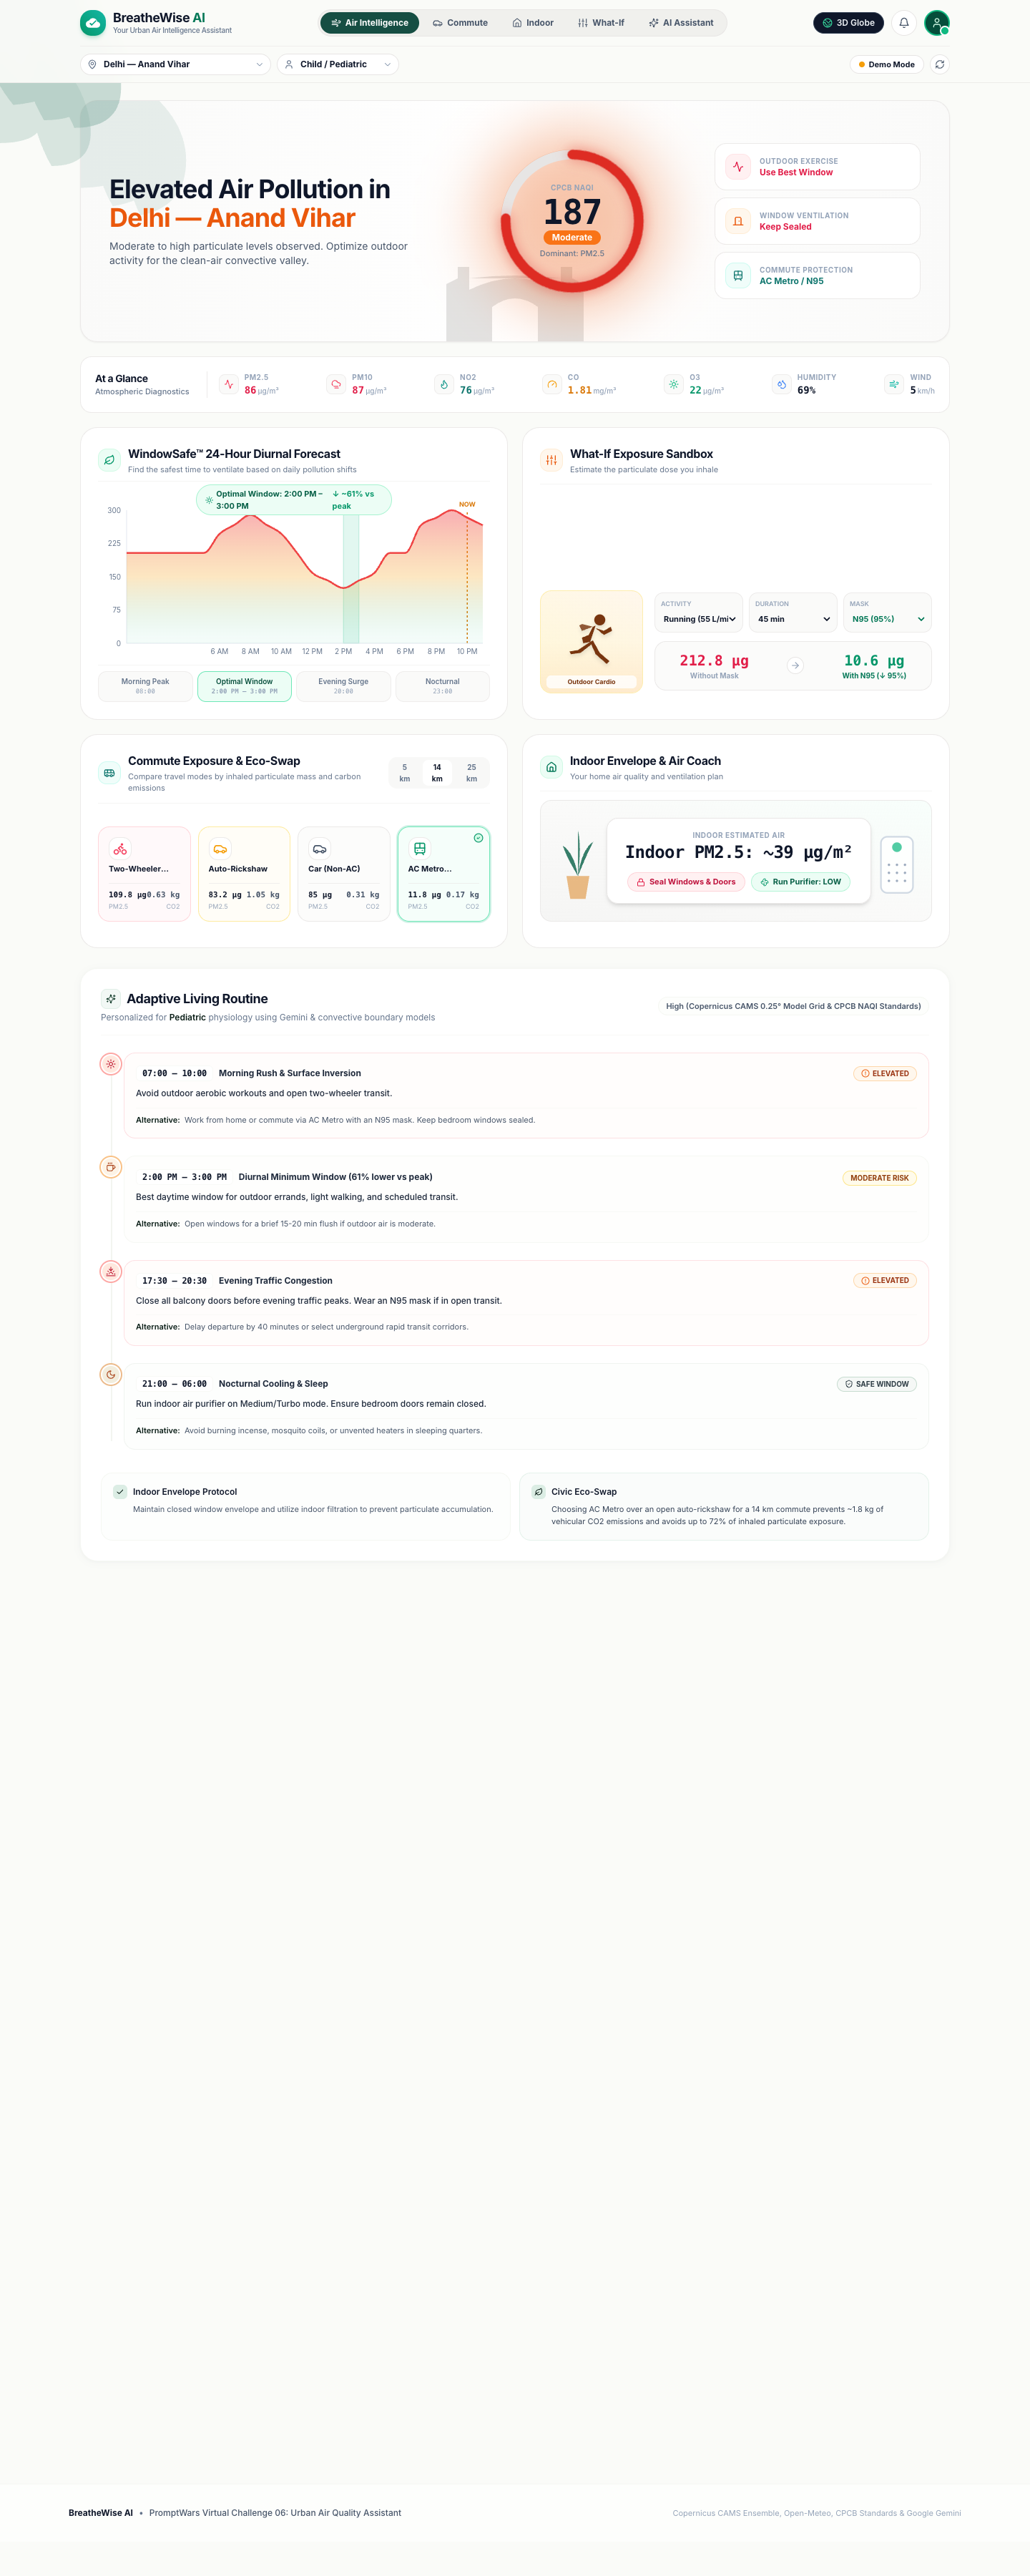 BreatheWise AI
Your Urban Air Intelligence Assistant
Air Intelligence
Commute
Indoor
What-If
AI Assistant
3D Globe
Delhi — Anand Vihar
Child / Pediatric
Demo Mode
Elevated Air Pollution in
Delhi — Anand Vihar
Moderate to high particulate levels observed. Optimize outdoor
activity for the clean-air convective valley.
CPCB NAQI
187
Moderate
Dominant: PM2.5
OUTDOOR EXERCISE
Use Best Window
WINDOW VENTILATION
Keep Sealed
COMMUTE PROTECTION
AC Metro / N95
At a Glance
Atmospheric Diagnostics
PM2.5
86 µg/m³
PM10
87 µg/m³
NO2
76 µg/m³
CO
1.81 mg/m³
O3
22 µg/m³
HUMIDITY
69%
WIND
5 km/h
WindowSafe™ 24-Hour Diurnal Forecast
Find the safest time to ventilate based on daily pollution shifts
Optimal Window: 2:00 PM –
3:00 PM
↓ ~61% vs
peak
NOW
300
225
150
75
0
6 AM
8 AM
10 AM
12 PM
2 PM
4 PM
6 PM
8 PM
10 PM
Morning Peak
08:00
Optimal Window
2:00 PM – 3:00 PM
Evening Surge
20:00
Nocturnal
23:00
What-If Exposure Sandbox
Estimate the particulate dose you inhale
Outdoor Cardio
ACTIVITY
Running (55 L/mi
DURATION
45 min
MASK
N95 (95%)
212.8 µg
Without Mask
10.6 µg
With N95 (↓ 95%)
Commute Exposure & Eco-Swap
Compare travel modes by inhaled particulate mass and carbon
emissions
5
km
14
km
25
km
Two-Wheeler...
109.8 µg 0.63 kg
PM2.5 CO2
Auto-Rickshaw
83.2 µg 1.05 kg
PM2.5 CO2
Car (Non-AC)
85 µg 0.31 kg
PM2.5 CO2
AC Metro...
11.8 µg 0.17 kg
PM2.5 CO2
Indoor Envelope & Air Coach
Your home air quality and ventilation plan
INDOOR ESTIMATED AIR
Indoor PM2.5: ~39 µg/m³
Seal Windows & Doors
Run Purifier: LOW
Adaptive Living Routine
Personalized for Pediatric physiology using Gemini & convective boundary models
High (Copernicus CAMS 0.25° Model Grid & CPCB NAQI Standards)
07:00 – 10:00 Morning Rush & Surface Inversion
ELEVATED
Avoid outdoor aerobic workouts and open two-wheeler transit.
Alternative: Work from home or commute via AC Metro with an N95 mask. Keep bedroom windows sealed.
2:00 PM – 3:00 PM Diurnal Minimum Window (61% lower vs peak)
MODERATE RISK
Best daytime window for outdoor errands, light walking, and scheduled transit.
Alternative: Open windows for a brief 15-20 min flush if outdoor air is moderate.
17:30 – 20:30 Evening Traffic Congestion
ELEVATED
Close all balcony doors before evening traffic peaks. Wear an N95 mask if in open transit.
Alternative: Delay departure by 40 minutes or select underground rapid transit corridors.
21:00 – 06:00 Nocturnal Cooling & Sleep
SAFE WINDOW
Run indoor air purifier on Medium/Turbo mode. Ensure bedroom doors remain closed.
Alternative: Avoid burning incense, mosquito coils, or unvented heaters in sleeping quarters.
Indoor Envelope Protocol
Maintain closed window envelope and utilize indoor filtration to prevent particulate accumulation.
Civic Eco-Swap
Choosing AC Metro over an open auto-rickshaw for a 14 km commute prevents ~1.8 kg of
vehicular CO2 emissions and avoids up to 72% of inhaled particulate exposure.
BreatheWise AI • PromptWars Virtual Challenge 06: Urban Air Quality Assistant
Copernicus CAMS Ensemble, Open-Meteo, CPCB Standards & Google Gemini